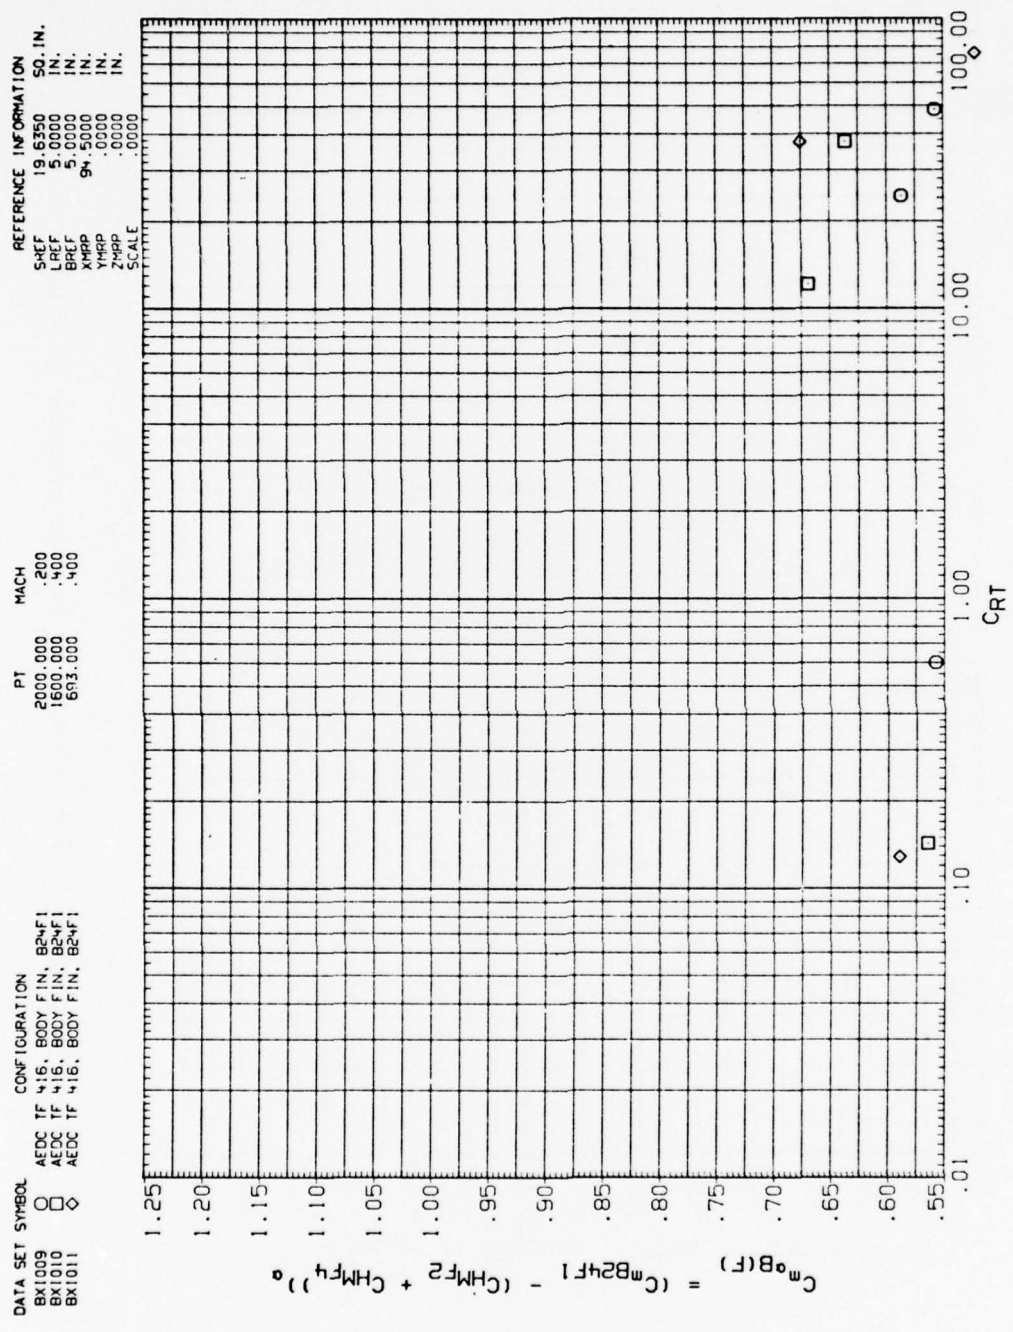 DATA SET SYMBOL CONFIGURATION PT MACH REFERENCE INFORMATION
BX1009 AEDC TF 416, BODY FIN, B24F1 2000.000 .200 SREF 19.6350 SQ.IN.
BX1010 AEDC TF 416, BODY FIN, B24F1 1600.000 .400 LREF 5.0000 IN.
BX1011 AEDC TF 416, BODY FIN, B24F1 693.000 .400 BREF 5.0000 IN.
XMRP 94.5000 IN.
YMRP .0000 IN.
ZMRP .0000 IN.
SCALE .0000
1.25
1.20
1.15
1.10
1.05
1.00
.95
.90
.85
.80
.75
.70
.65
.60
.55
CmαB(F) = (CmB24F1 - (CHMF2 + CHMF4))α
.01 .10 1.00 10.00 100.00
CRT